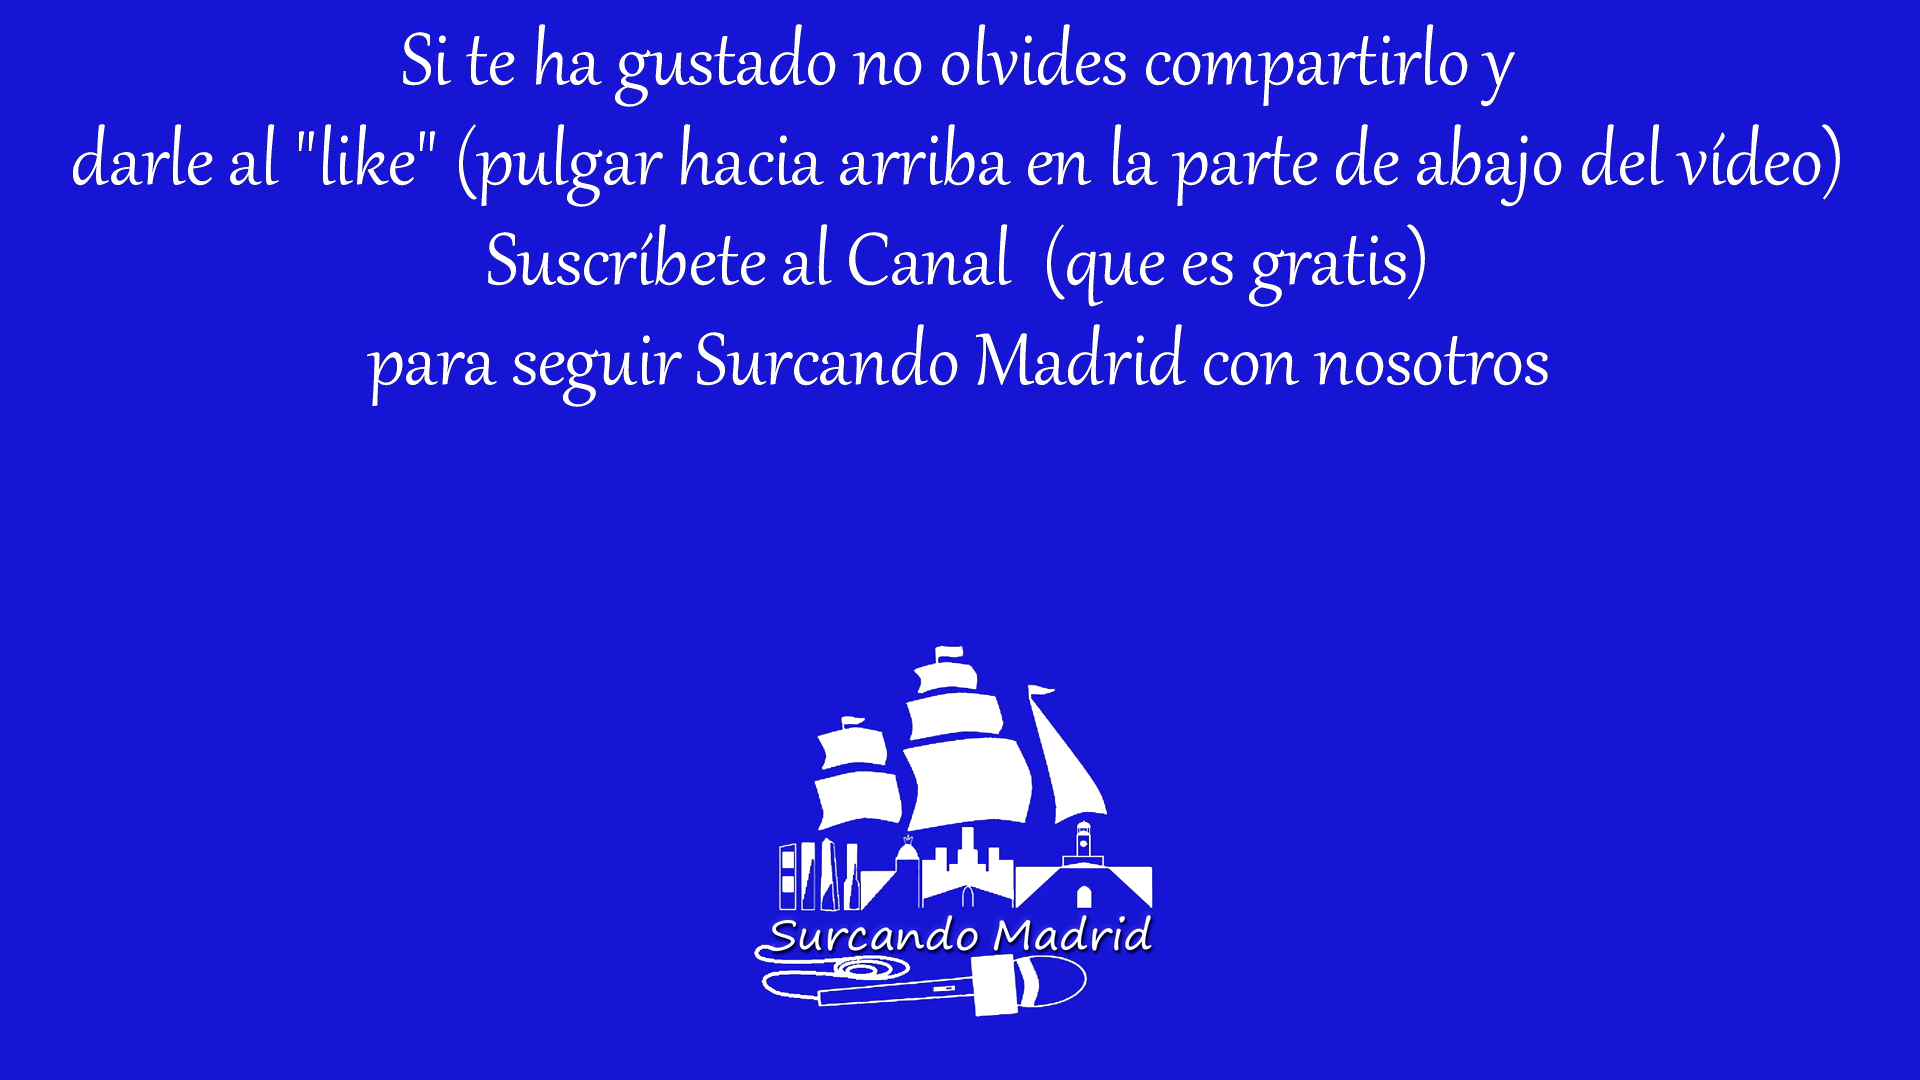 Si te ha gustado no olvides compartirlo y
darle al "like" (pulgar hacia arriba en la parte de abajo del vídeo)
Suscríbete al Canal (que es gratis)
para seguir Surcando Madrid con nosotros
Surcando Madrid